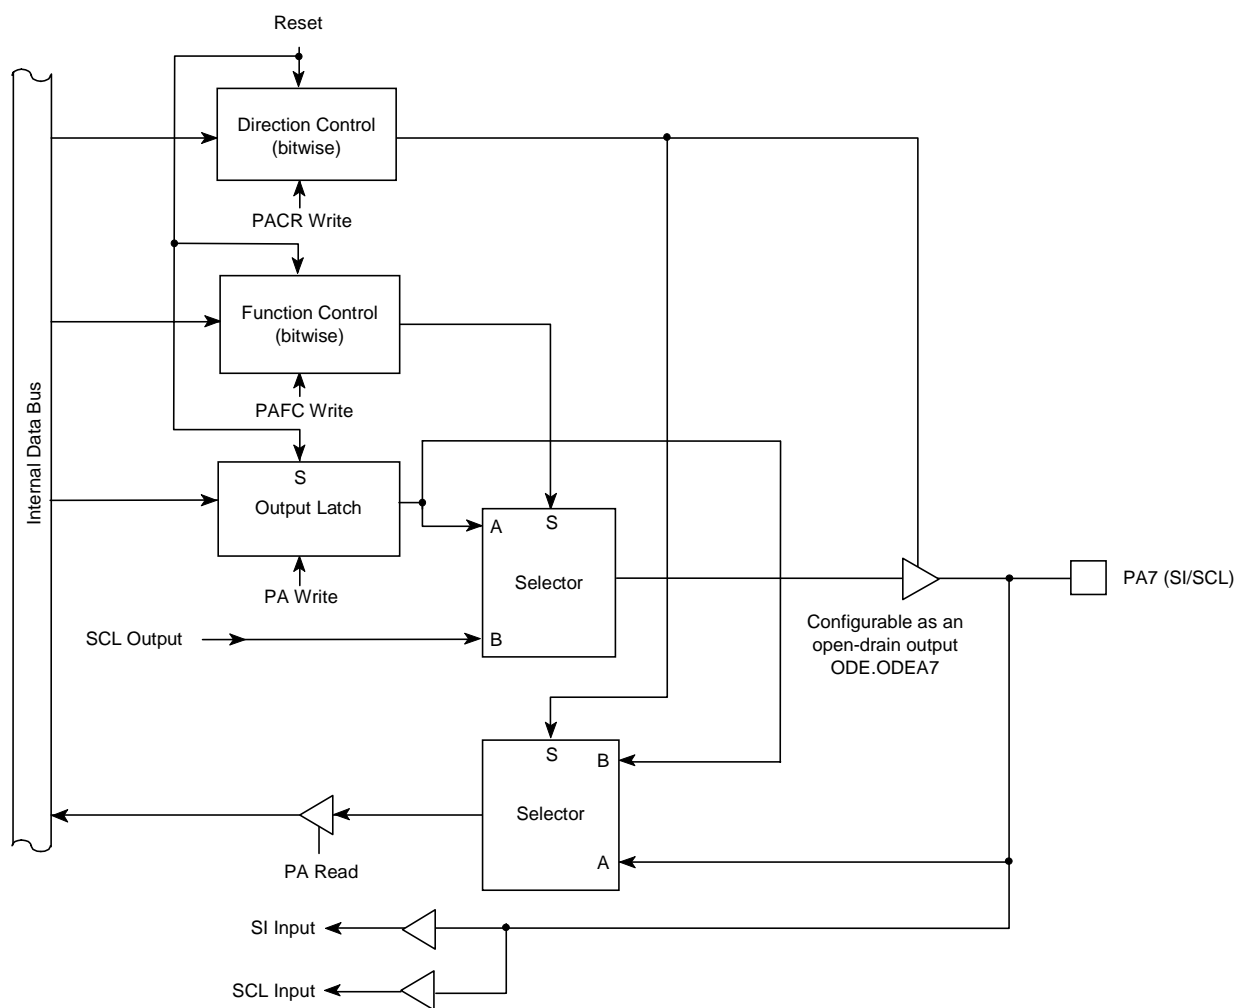 Reset
Direction Control
(bitwise)
PACR Write
Function Control
(bitwise)
PAFC Write
Internal Data Bus
S
Output Latch
PA Write
SCL Output
A
S
Selector
B
PA7 (SI/SCL)
Configurable as an
open-drain output
ODE.ODEA7
S
B
Selector
A
PA Read
SI Input
SCL Input